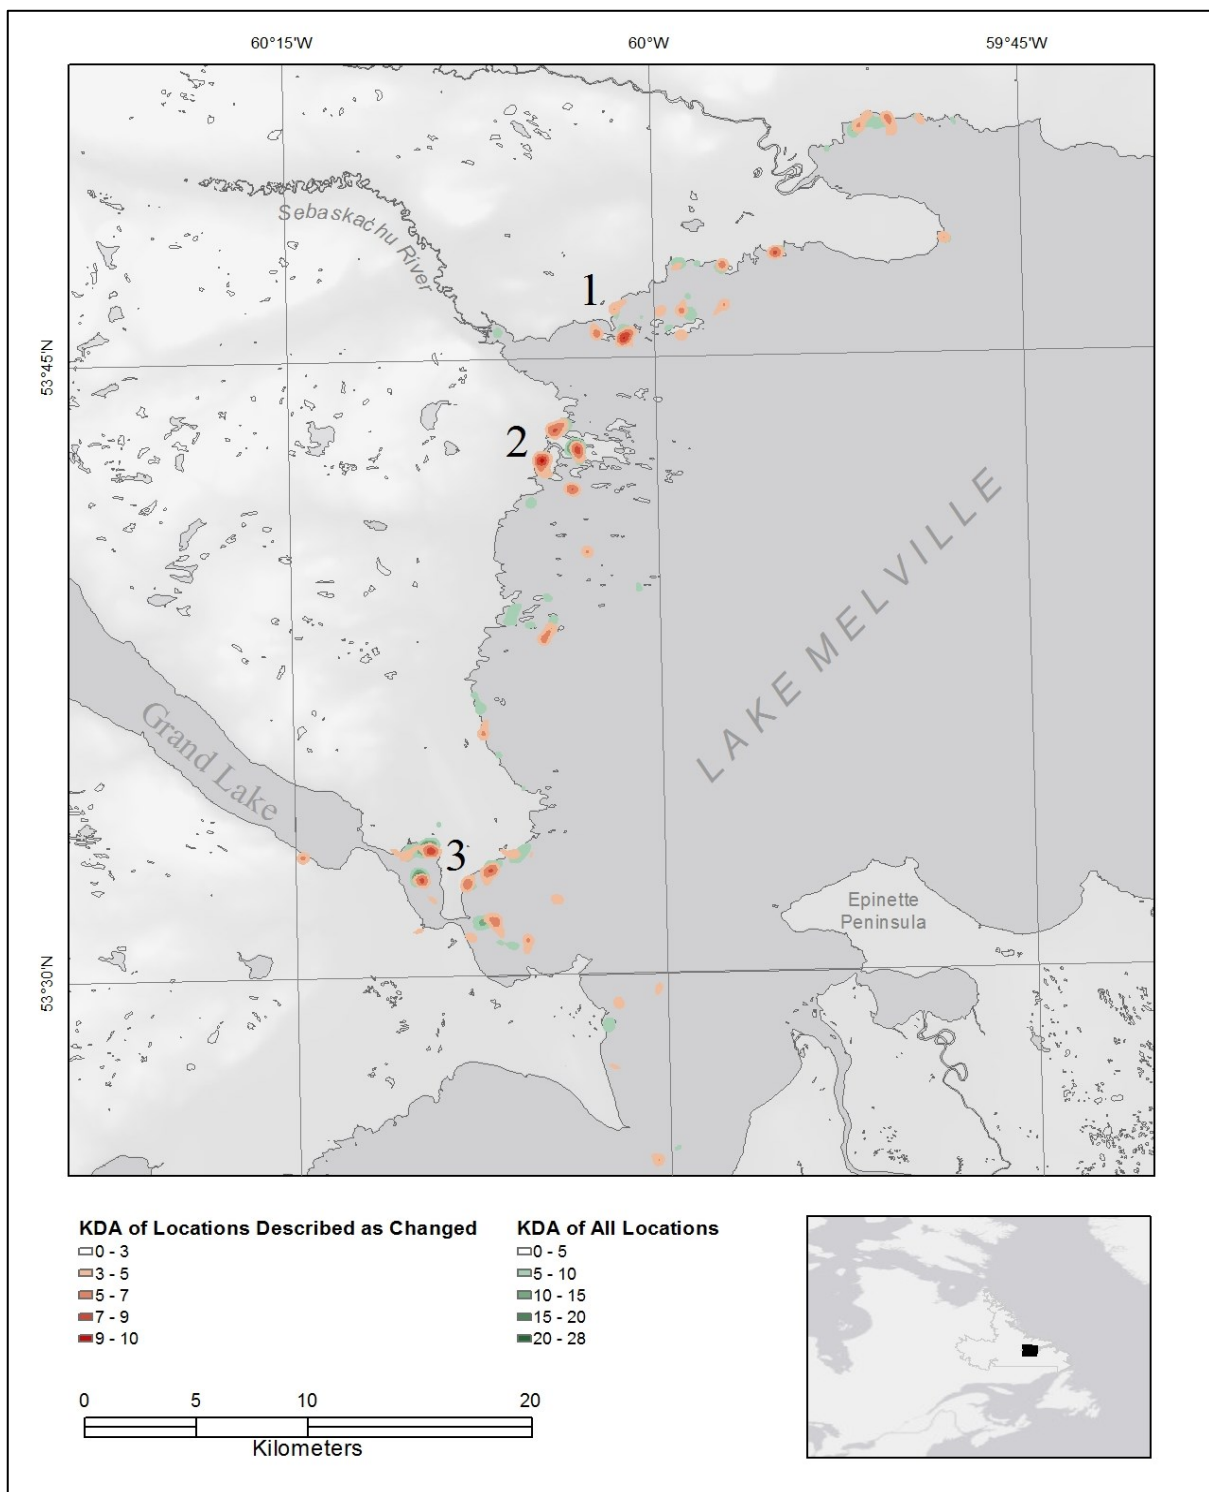 60°15'W 60°W 59°45'W
Sebaskachu River
1
53°45'N
2
LAKE MELVILLE
Grand Lake
3
Epinette
Peninsula
53°30'N
KDA of Locations Described as Changed
0 - 3
3 - 5
5 - 7
7 - 9
9 - 10
KDA of All Locations
0 - 5
5 - 10
10 - 15
15 - 20
20 - 28
0 5 10 20
Kilometers